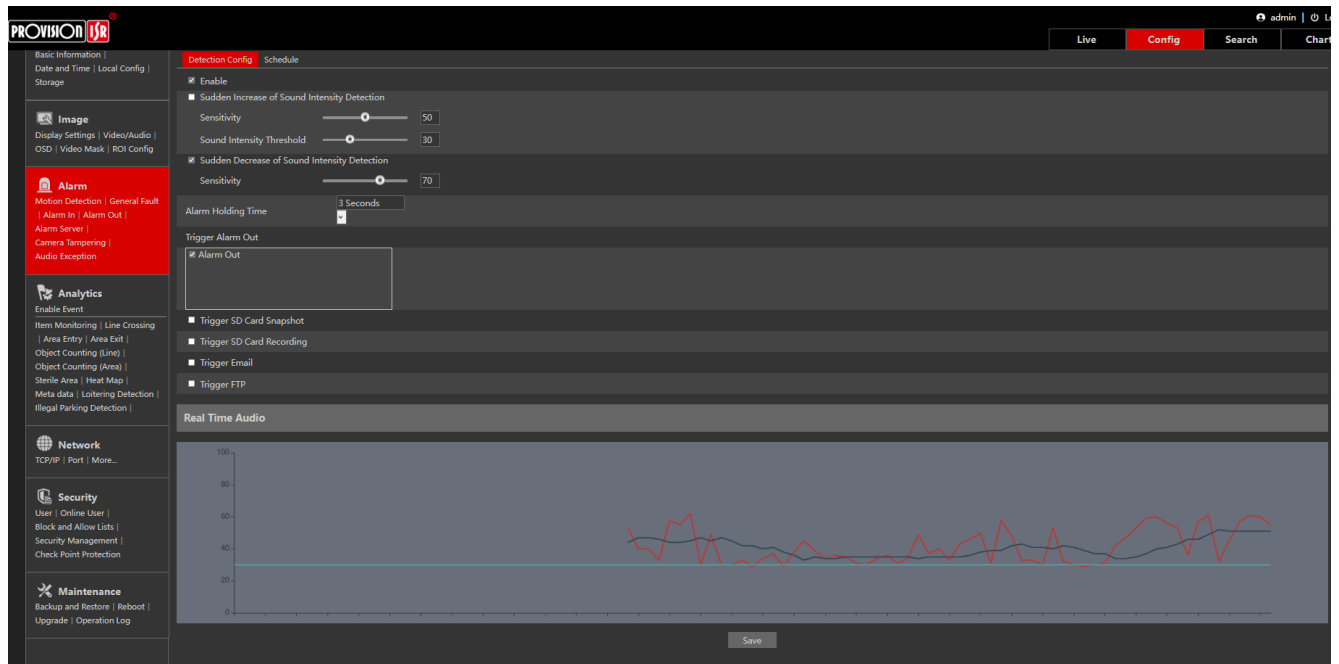 PROVISION ISR
admin | Lo
Live Config Search Chart
Basic Information |
Date and Time | Local Config |
Storage
Image
Display Settings | Video/Audio |
OSD | Video Mask | ROI Config
Alarm
Motion Detection | General Fault
| Alarm In | Alarm Out |
Alarm Server |
Camera Tampering |
Audio Exception
Analytics
Enable Event
Item Monitoring | Line Crossing
| Area Entry | Area Exit |
Object Counting (Line) |
Object Counting (Area) |
Sterile Area | Heat Map |
Meta data | Loitering Detection |
Illegal Parking Detection |
Network
TCP/IP | Port | More...
Security
User | Online User |
Block and Allow Lists |
Security Management |
Check Point Protection
Maintenance
Backup and Restore | Reboot |
Upgrade | Operation Log
Detection Config Schedule
Enable
Sudden Increase of Sound Intensity Detection
Sensitivity 50
Sound Intensity Threshold 30
Sudden Decrease of Sound Intensity Detection
Sensitivity 70
Alarm Holding Time 3 Seconds
Trigger Alarm Out
Alarm Out
Trigger SD Card Snapshot
Trigger SD Card Recording
Trigger Email
Trigger FTP
Real Time Audio
100
80
60
40
20
0
Save